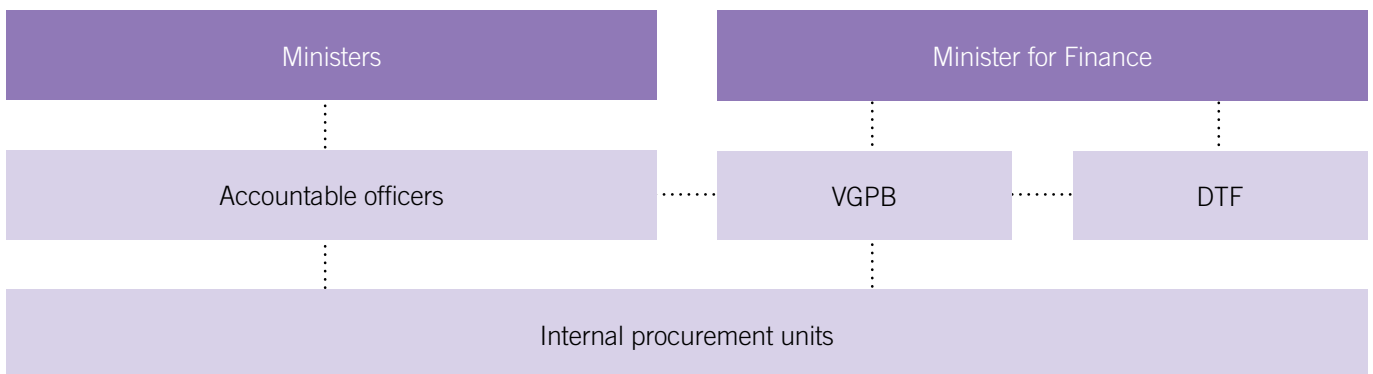 Ministers
Minister for Finance
Accountable officers
VGPB
DTF
Internal procurement units